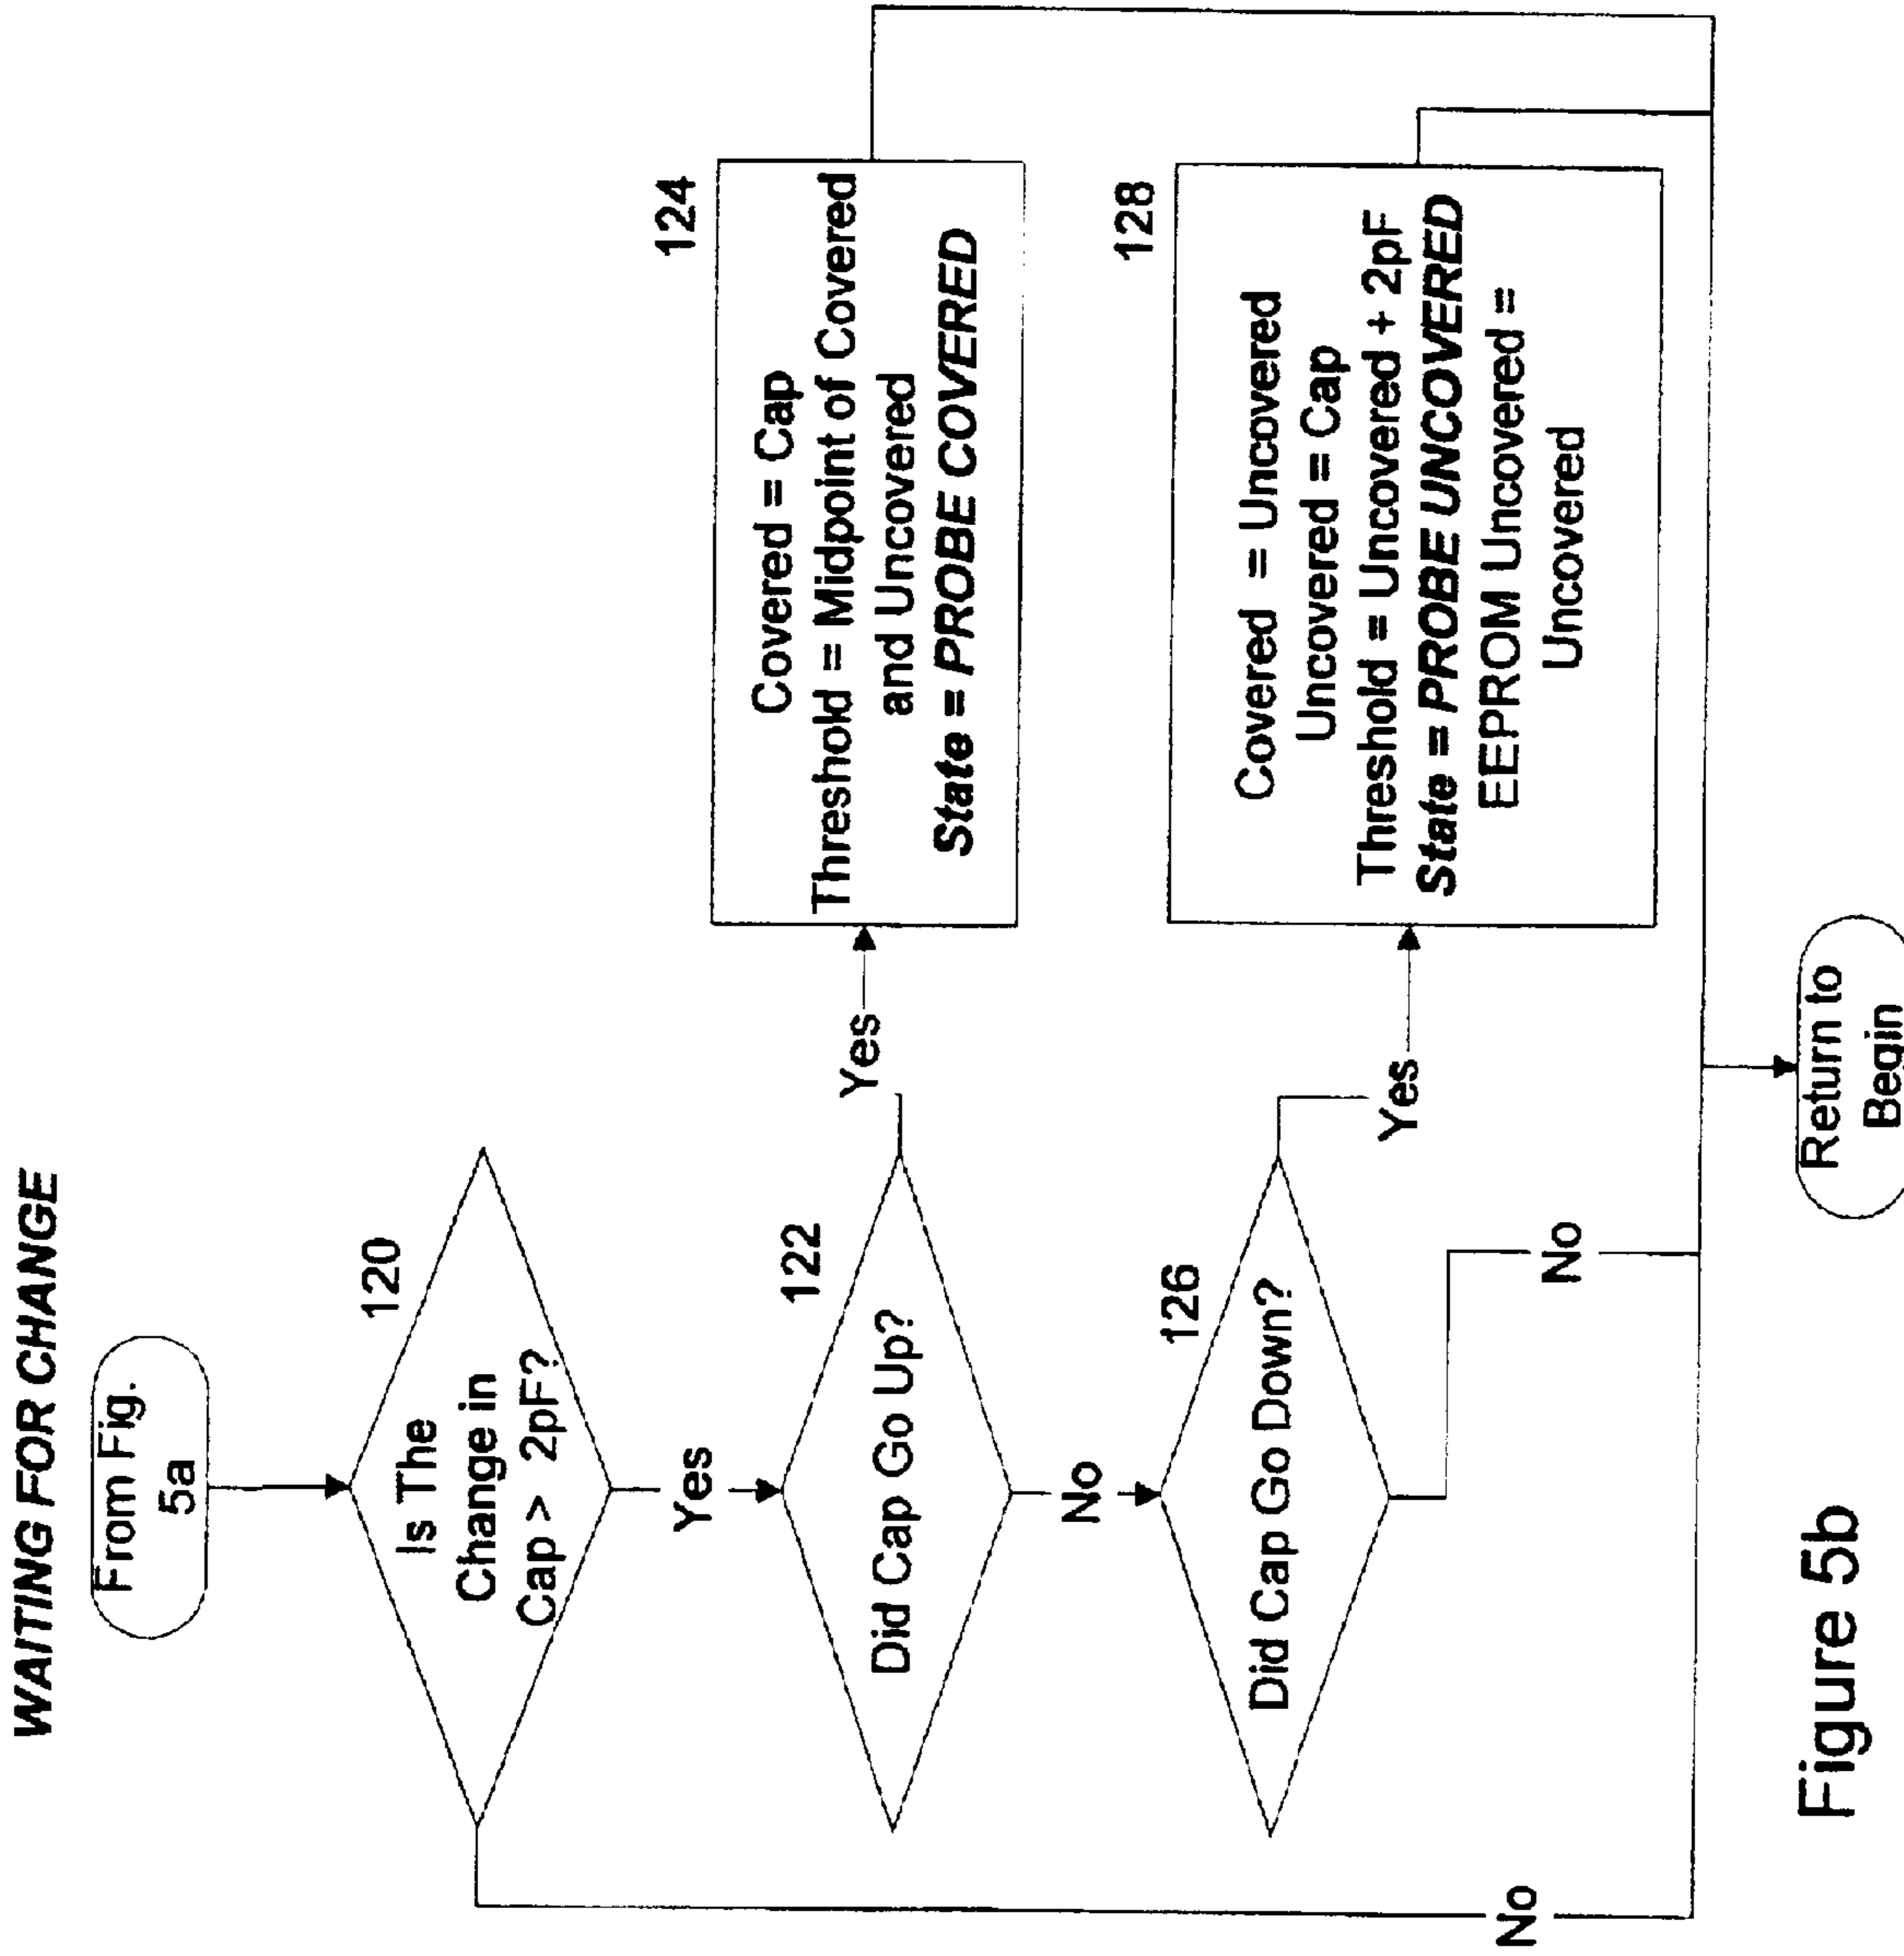 WAITING FOR CHANGE
From Fig.
5a
120
Is The
Change in
Cap > 2pF?
Yes
No
122
Did Cap Go Up?
Yes
No
124
Covered = Cap
Threshold = Midpoint of Covered
and Uncovered
State = PROBE COVERED
126
Did Cap Go Down?
Yes
No
128
Covered = Uncovered
Uncovered = Cap
Threshold = Uncovered + 2pF
State = PROBE UNCOVERED
EEPROM Uncovered =
Uncovered
Return to
Begin
Figure 5b